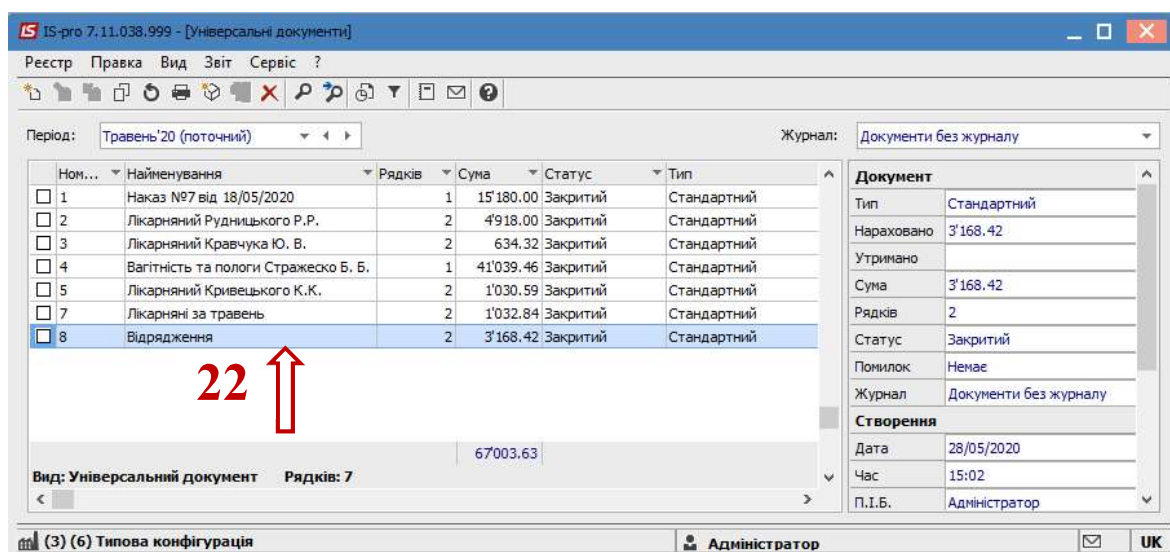 IS-pro 7.11.038.999 - [Універсальні документи]
Реєстр Правка Вид Звіт Сервіс ?
Період: Травень'20 (поточний) Журнал: Документи без журналу
Ном... Найменування Рядків Сума Статус Тип
1 Наказ №7 від 18/05/2020 1 15'180.00 Закритий Стандартний
2 Лікарняний Рудницького Р.Р. 2 4'918.00 Закритий Стандартний
3 Лікарняний Кравчука Ю. В. 2 634.32 Закритий Стандартний
4 Вагітність та пологи Стражеско Б. Б. 1 41'039.46 Закритий Стандартний
5 Лікарняний Кривецького К.К. 2 1'030.59 Закритий Стандартний
7 Лікарняні за травень 2 1'032.84 Закритий Стандартний
8 Відрядження 2 3'168.42 Закритий Стандартний
22
67'003.63
Вид: Універсальний документ Рядків: 7
Документ
Тип Стандартний
Нараховано 3'168.42
Утримано
Сума 3'168.42
Рядків 2
Статус Закритий
Помилок Немає
Журнал Документи без журналу
Створення
Дата 28/05/2020
Час 15:02
П.І.Б. Адміністратор
(3) (6) Типова конфігурація Адміністратор UK